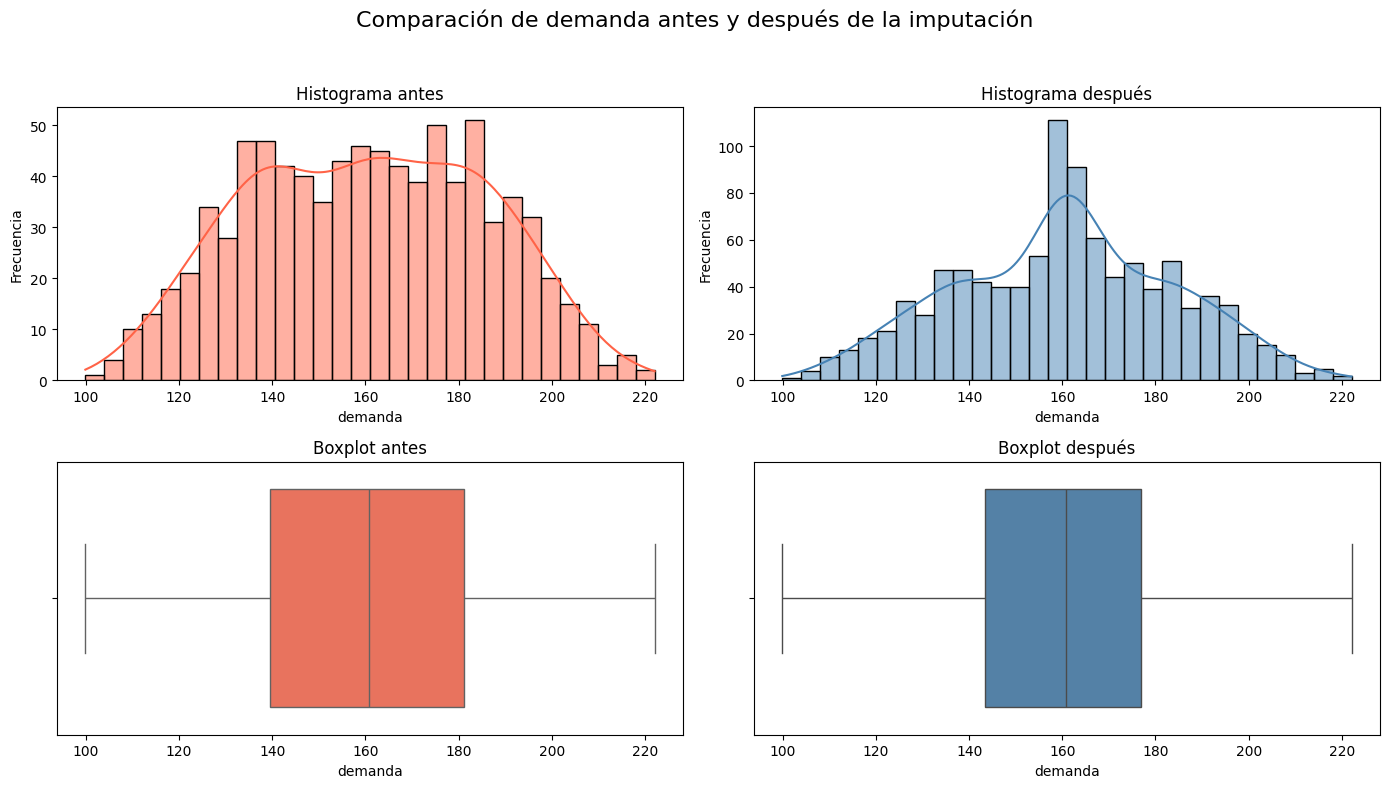 Comparación de demanda antes y después de la imputación
Histograma antes
Frecuencia
50
40
30
20
10
0
100 120 140 160 180 200 220
demanda
Histograma después
Frecuencia
100
80
60
40
20
0
100 120 140 160 180 200 220
demanda
Boxplot antes
100 120 140 160 180 200 220
demanda
Boxplot después
100 120 140 160 180 200 220
demanda